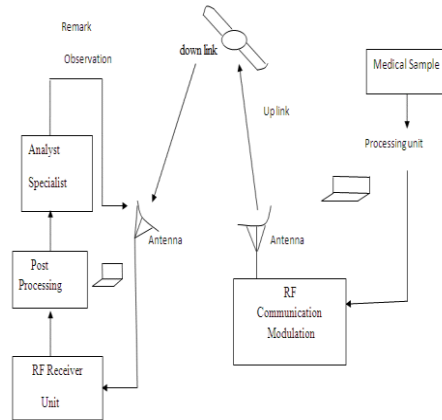 Remark
Observation
down link
Medical Sample
Up link
Processing unit
Analyst
Specialist
Antenna
Antenna
Post
Processing
RF
Communication
Modulation
RF Receiver
Unit